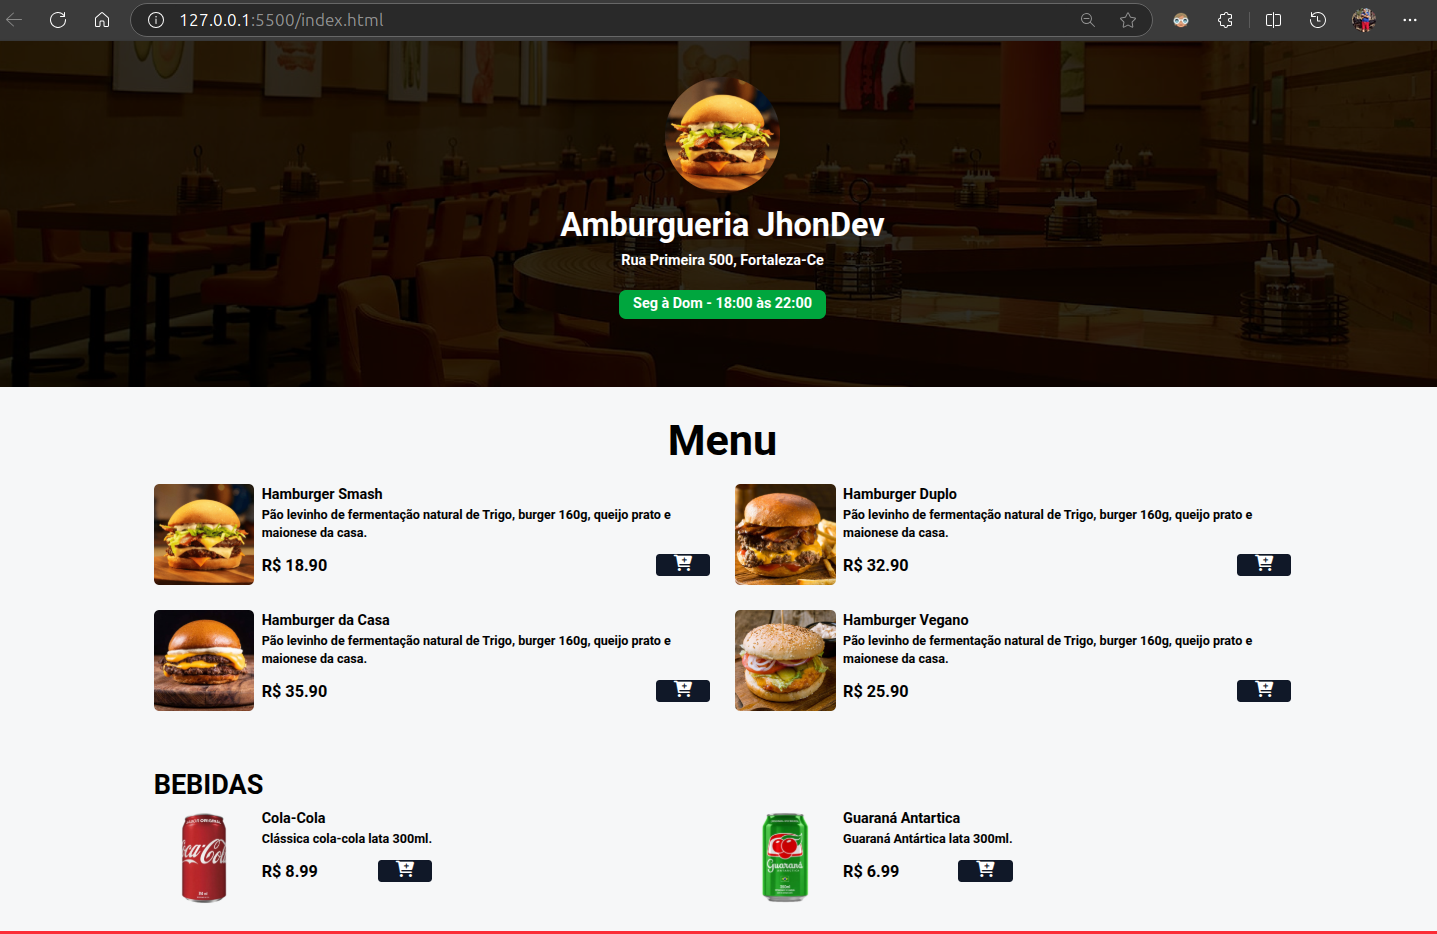 127.0.0.1:5500/index.html
Amburgueria JhonDev
Rua Primeira 500, Fortaleza-Ce
Seg à Dom - 18:00 às 22:00
Menu
Hamburger Smash
Pão levinho de fermentação natural de Trigo, burger 160g, queijo prato e
maionese da casa.
R$ 18.90
Hamburger Duplo
Pão levinho de fermentação natural de Trigo, burger 160g, queijo prato e
maionese da casa.
R$ 32.90
Hamburger da Casa
Pão levinho de fermentação natural de Trigo, burger 160g, queijo prato e
maionese da casa.
R$ 35.90
Hamburger Vegano
Pão levinho de fermentação natural de Trigo, burger 160g, queijo prato e
maionese da casa.
R$ 25.90
BEBIDAS
Cola-Cola
Clássica cola-cola lata 300ml.
R$ 8.99
Guaraná Antartica
Guaraná Antártica lata 300ml.
R$ 6.99
Guaraná